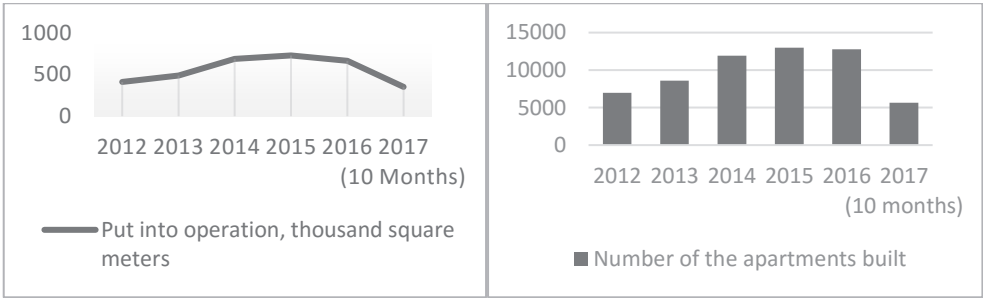 1000
500
0
2012 2013 2014 2015 2016 2017
(10 Months)
Put into operation, thousand square
meters
15000
10000
5000
0
2012 2013 2014 2015 2016 2017
(10 months)
Number of the apartments built